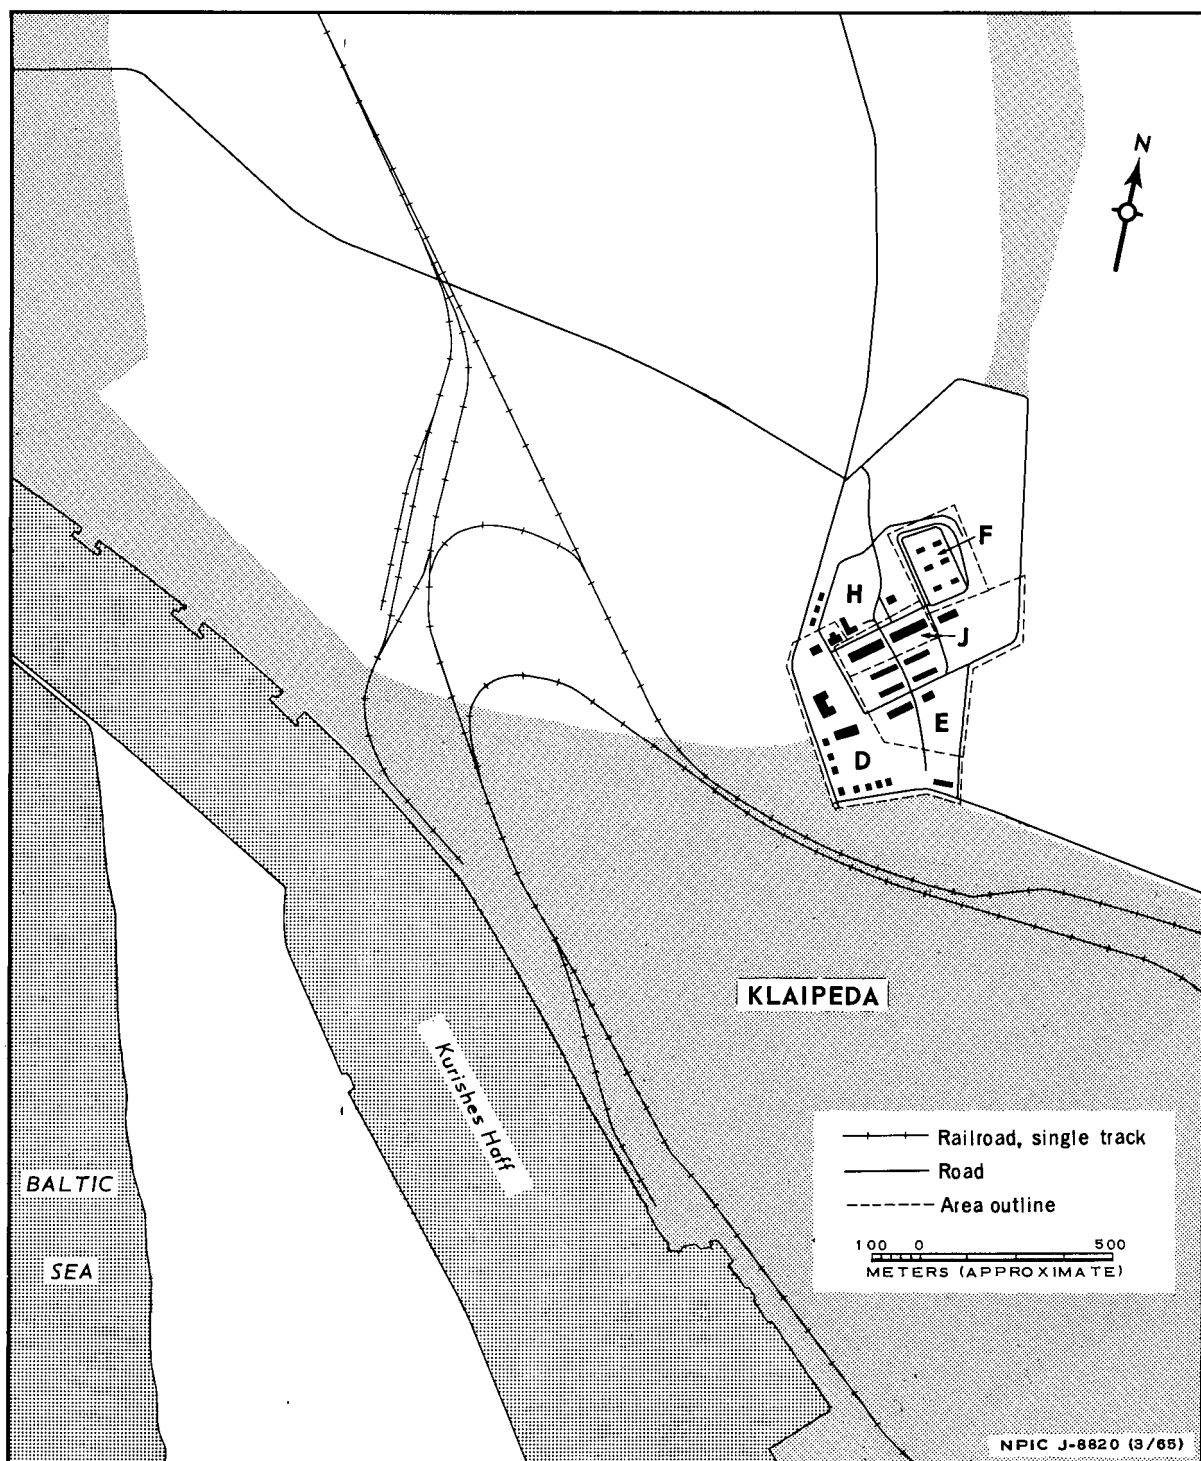 N
F
H
L
J
E
D
KLAIPEDA
Kurishes Haff
BALTIC
SEA
Railroad, single track
Road
Area outline
100 0 500
METERS (APPROXIMATE)
NPIC J-8820 (3/65)